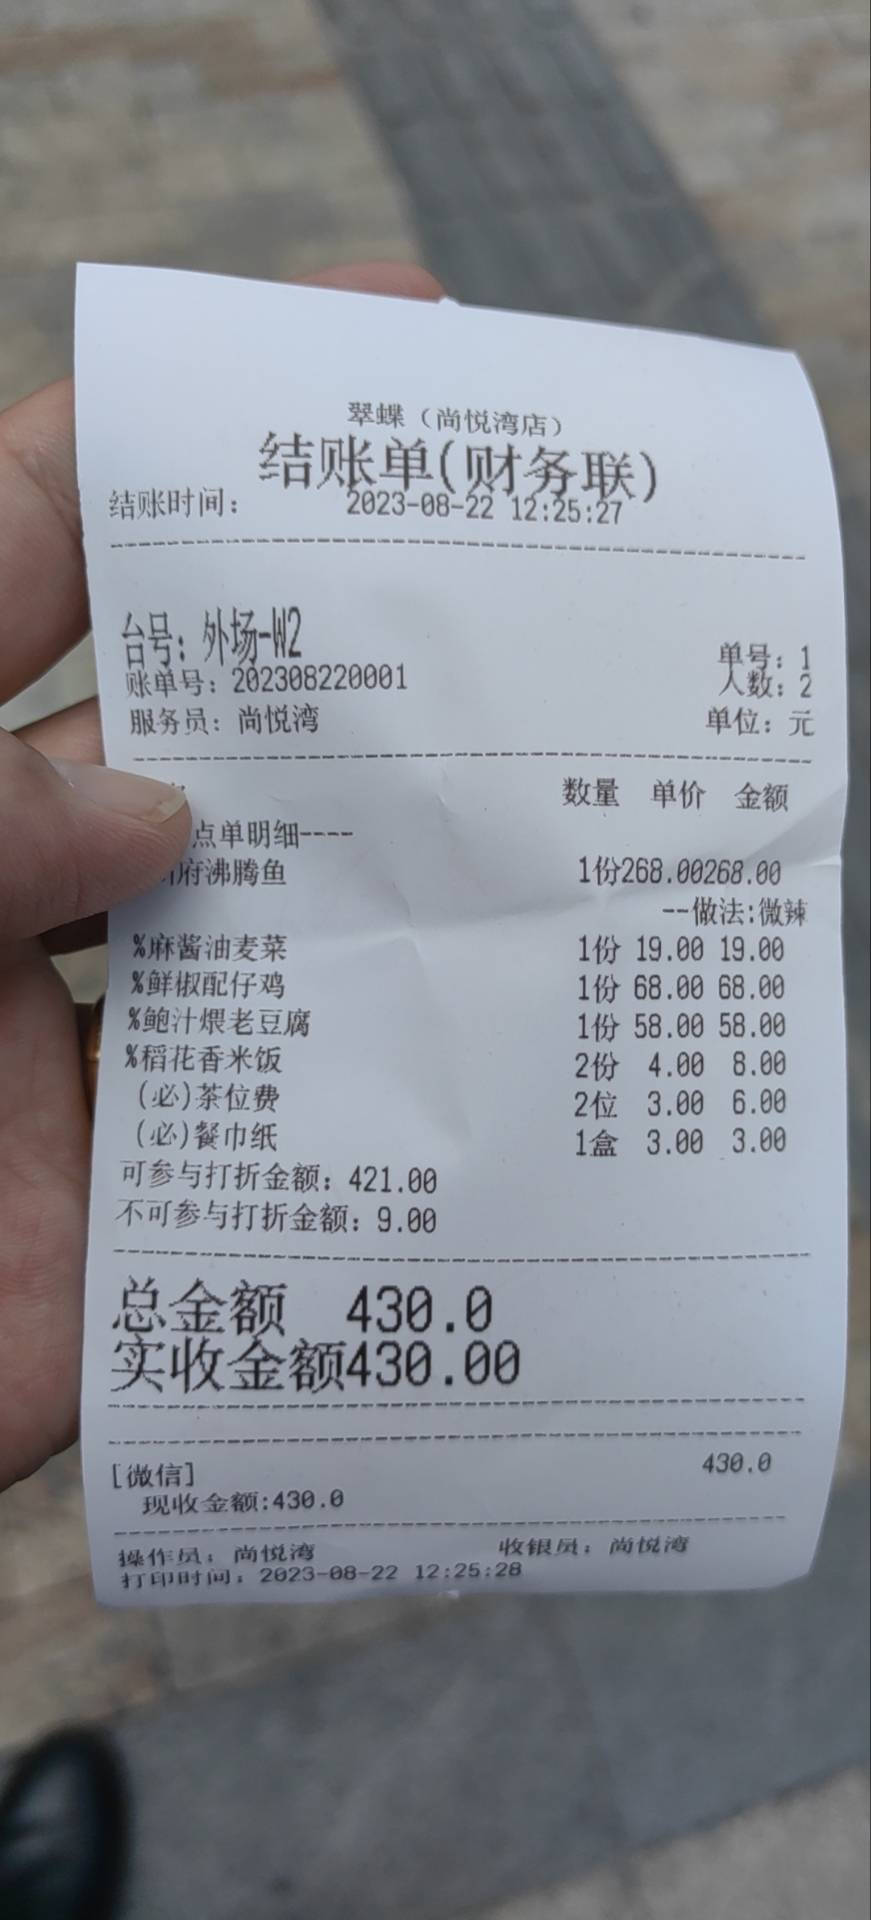 翠蝶（尚悦湾店）
结账单(财务联)
结账时间： 2023-08-22 12:25:27
台号：外场-W2
单号：1
账单号：202308220001 人数：2
服务员：尚悦湾 单位：元
数量 单价 金额
点单明细----
府沸腾鱼 1份268.00268.00
--做法:微辣
%麻酱油麦菜 1份 19.00 19.00
%鲜椒配仔鸡 1份 68.00 68.00
%鲍汁煨老豆腐 1份 58.00 58.00
%稻花香米饭 2份 4.00 8.00
(必)茶位费 2位 3.00 6.00
(必)餐巾纸 1盒 3.00 3.00
可参与打折金额：421.00
不可参与打折金额：9.00
总金额 430.0
实收金额430.00
[微信] 430.0
现收金额:430.0
操作员：尚悦湾 收银员：尚悦湾
打印时间：2023-08-22 12:25:28